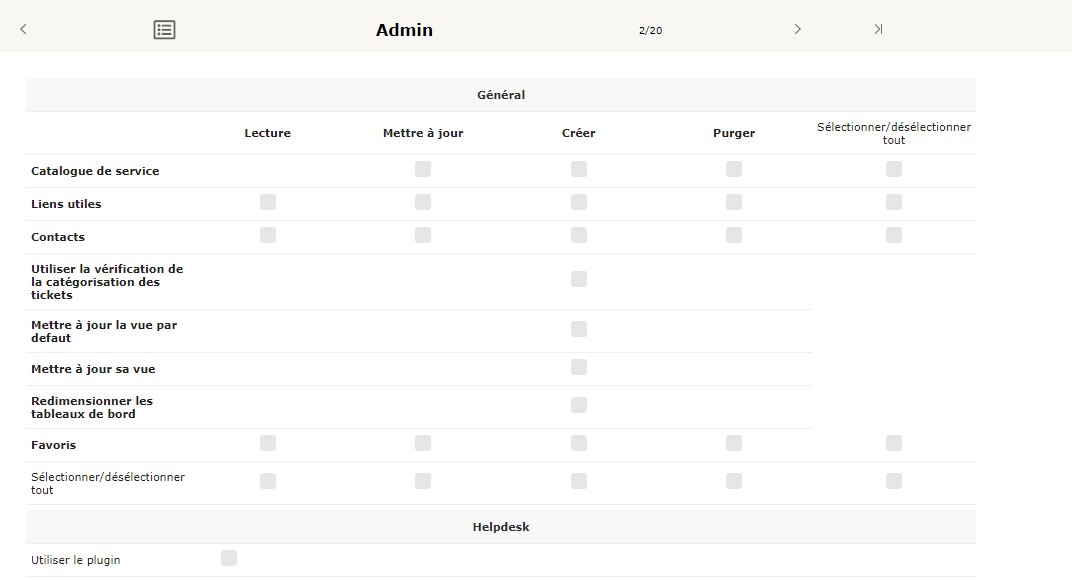 Admin
2/20
Général
Lecture
Mettre à jour
Créer
Purger
Sélectionner/désélectionner
tout
Catalogue de service
Liens utiles
Contacts
Utiliser la vérification de
la catégorisation des
tickets
Mettre à jour la vue par
defaut
Mettre à jour sa vue
Redimensionner les
tableaux de bord
Favoris
Sélectionner/désélectionner
tout
Helpdesk
Utiliser le plugin